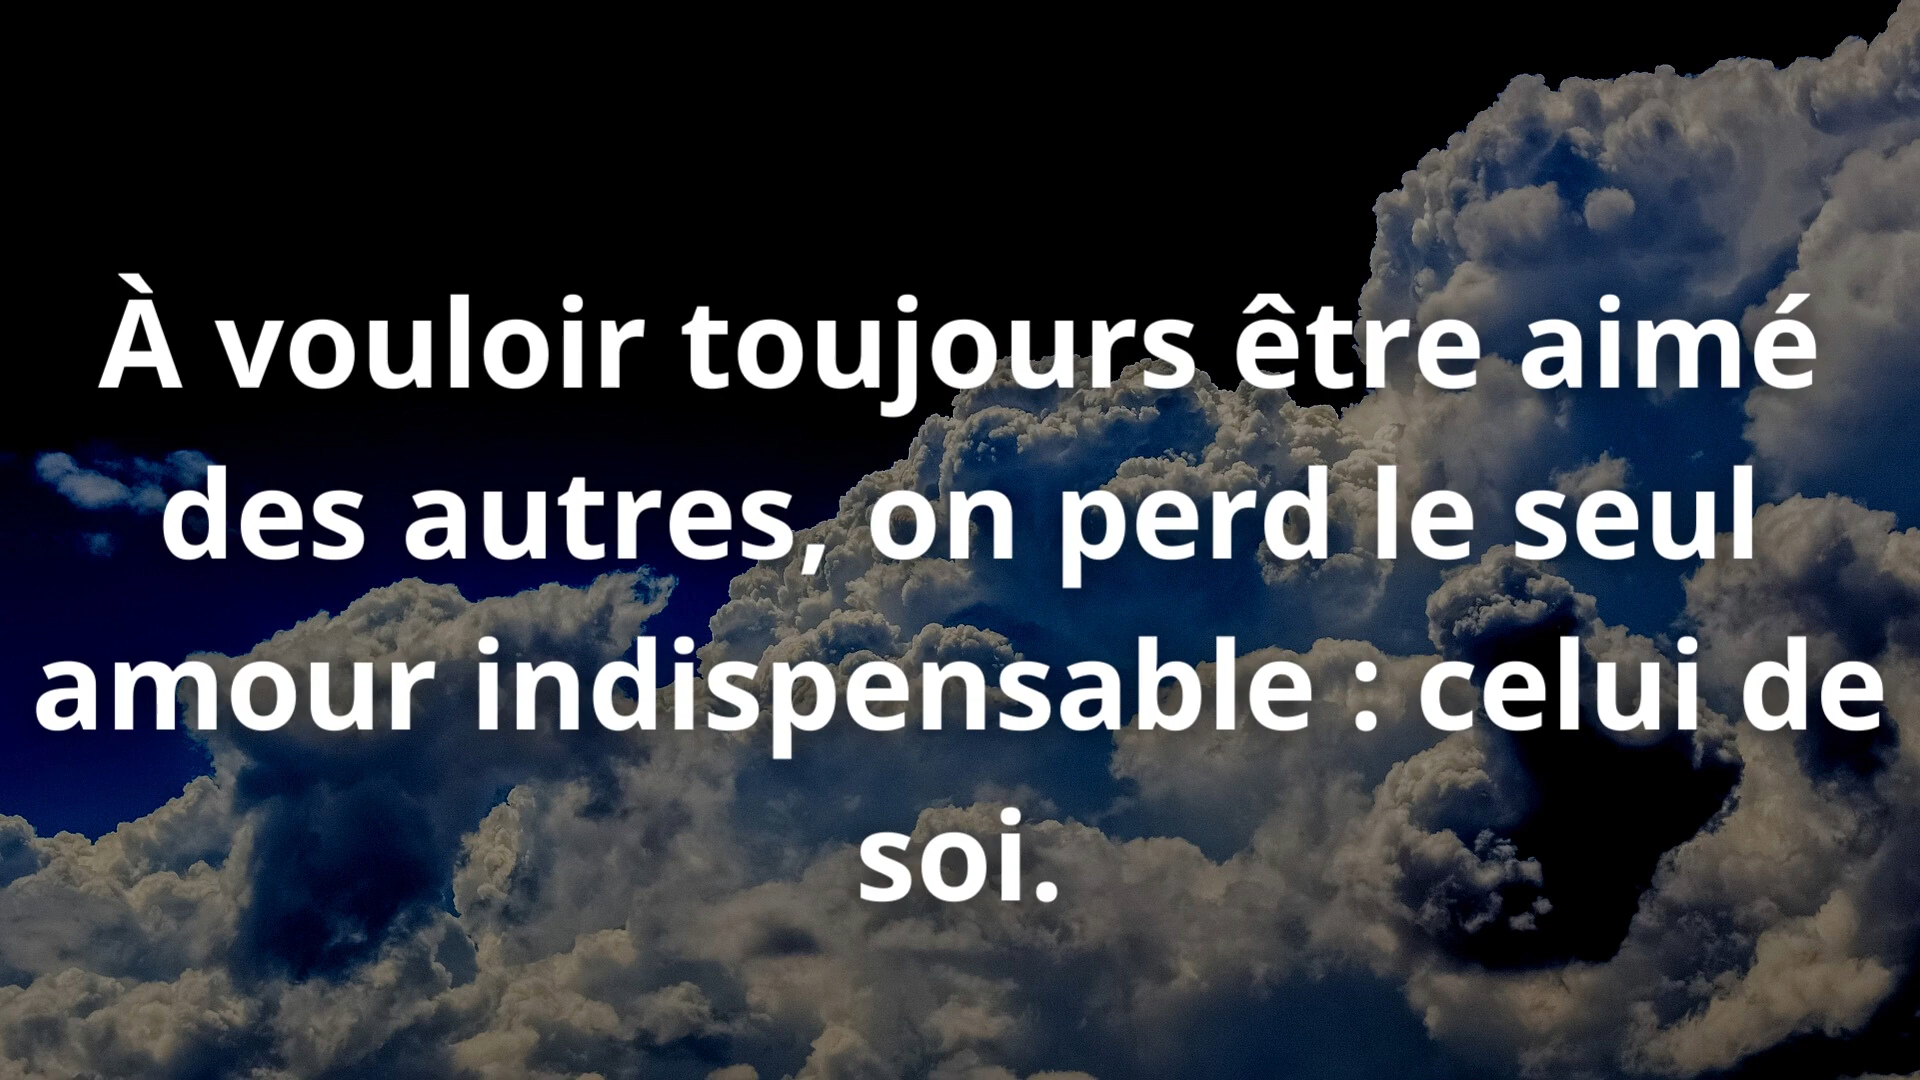 À vouloir toujours être aimé
des autres, on perd le seul
amour indispensable : celui de
soi.